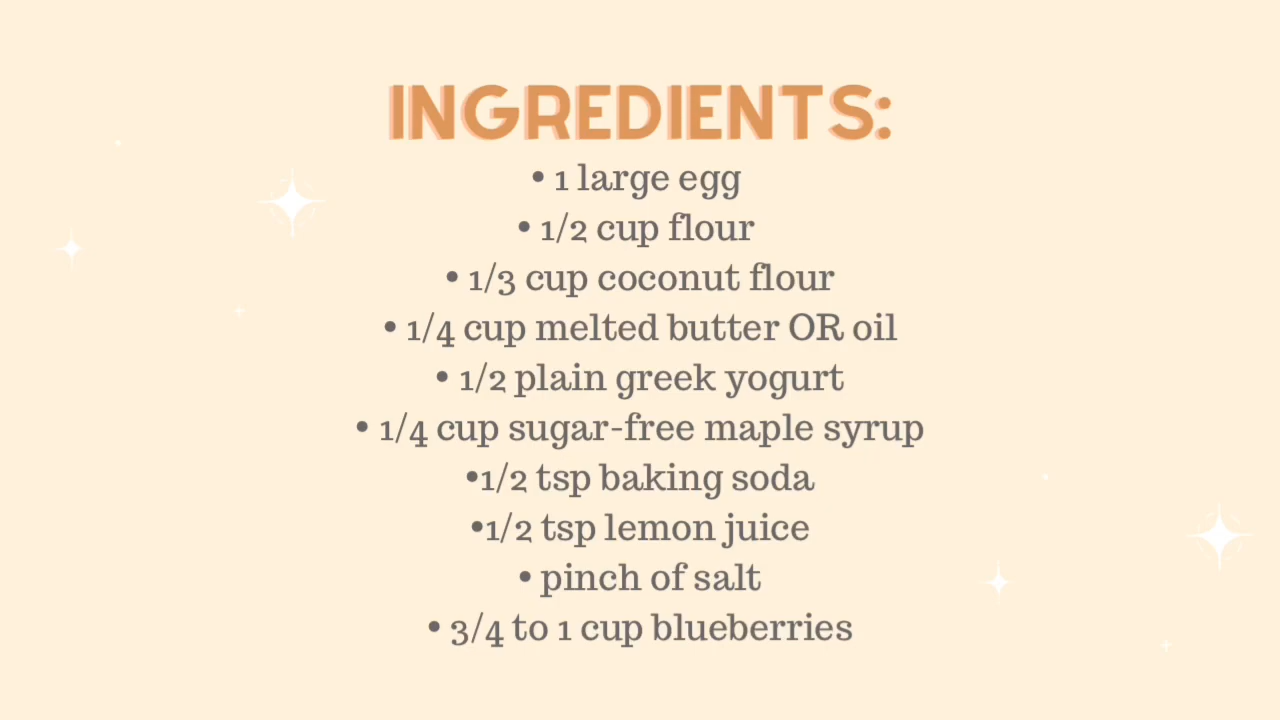 INGREDIENTS:
• 1 large egg
• 1/2 cup flour
• 1/3 cup coconut flour
• 1/4 cup melted butter OR oil
• 1/2 plain greek yogurt
• 1/4 cup sugar-free maple syrup
•1/2 tsp baking soda
•1/2 tsp lemon juice
• pinch of salt
• 3/4 to 1 cup blueberries